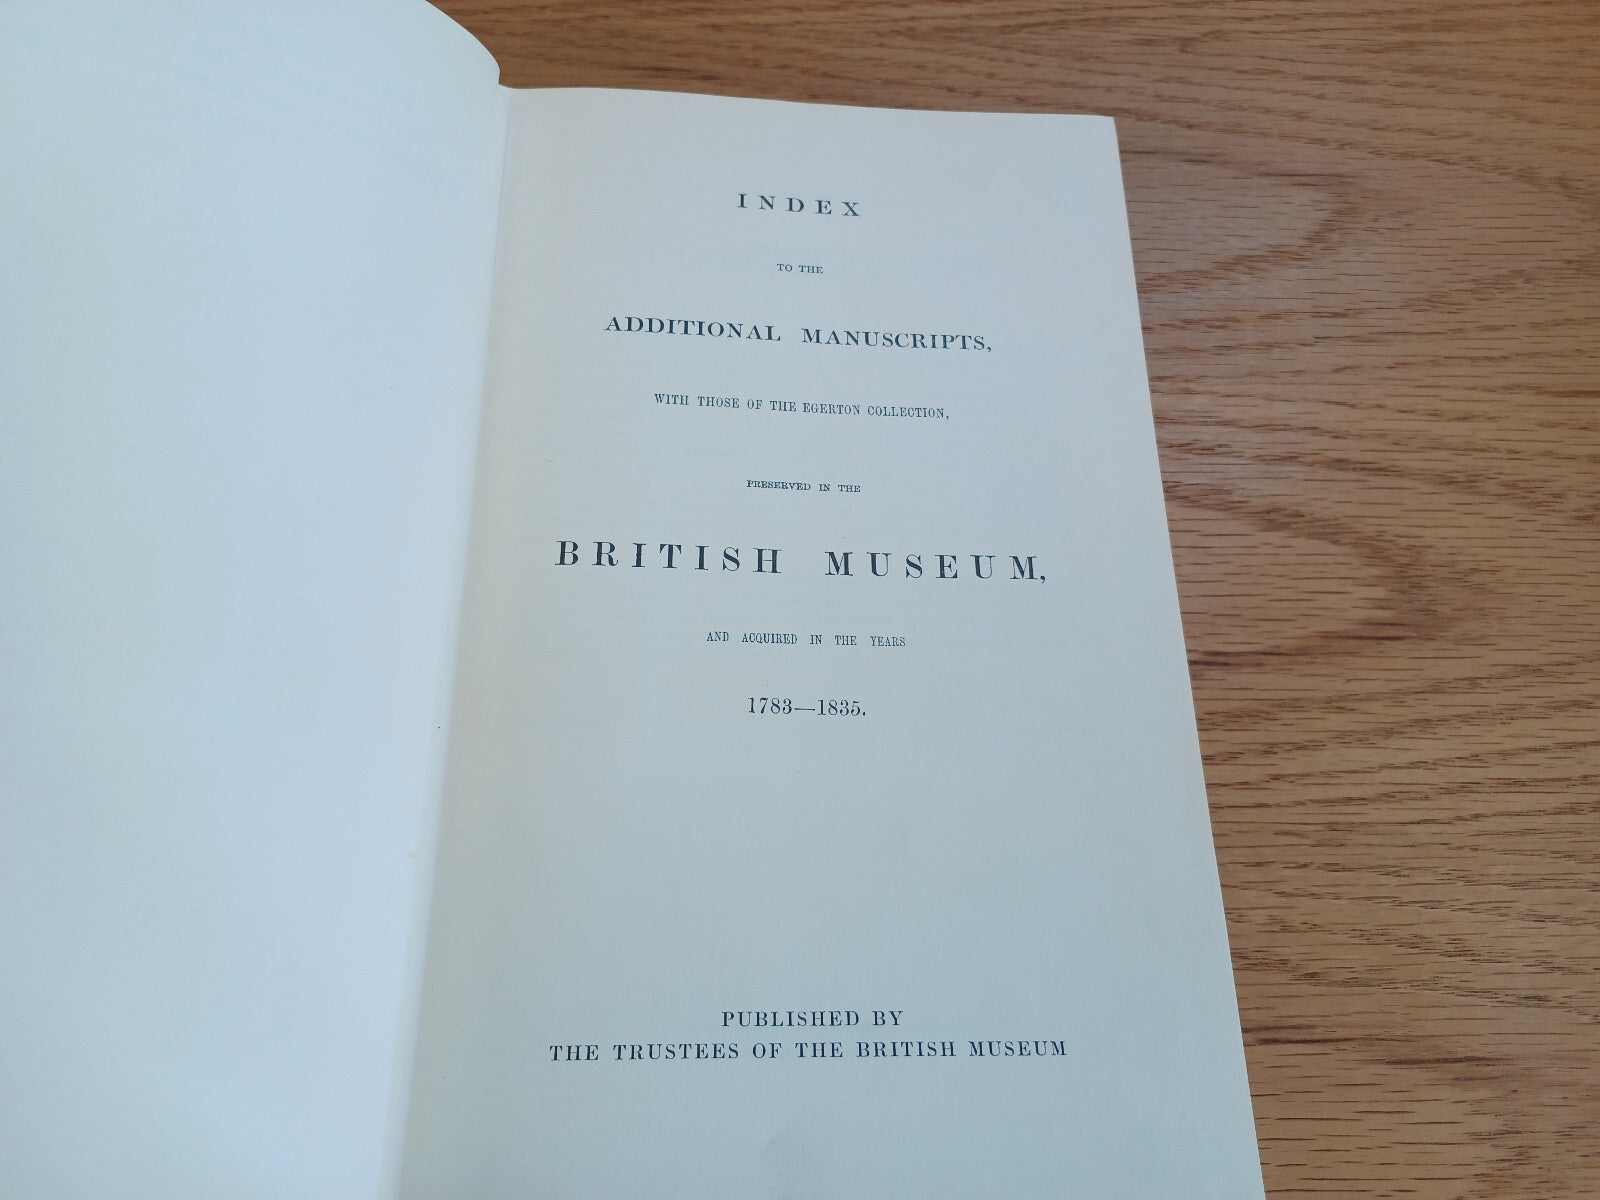 INDEX
TO THE
ADDITIONAL MANUSCRIPTS,
WITH THOSE OF THE EGERTON COLLECTION,
PRESERVED IN THE
BRITISH MUSEUM,
AND ACQUIRED IN THE YEARS
1783—1835.
PUBLISHED BY
THE TRUSTEES OF THE BRITISH MUSEUM